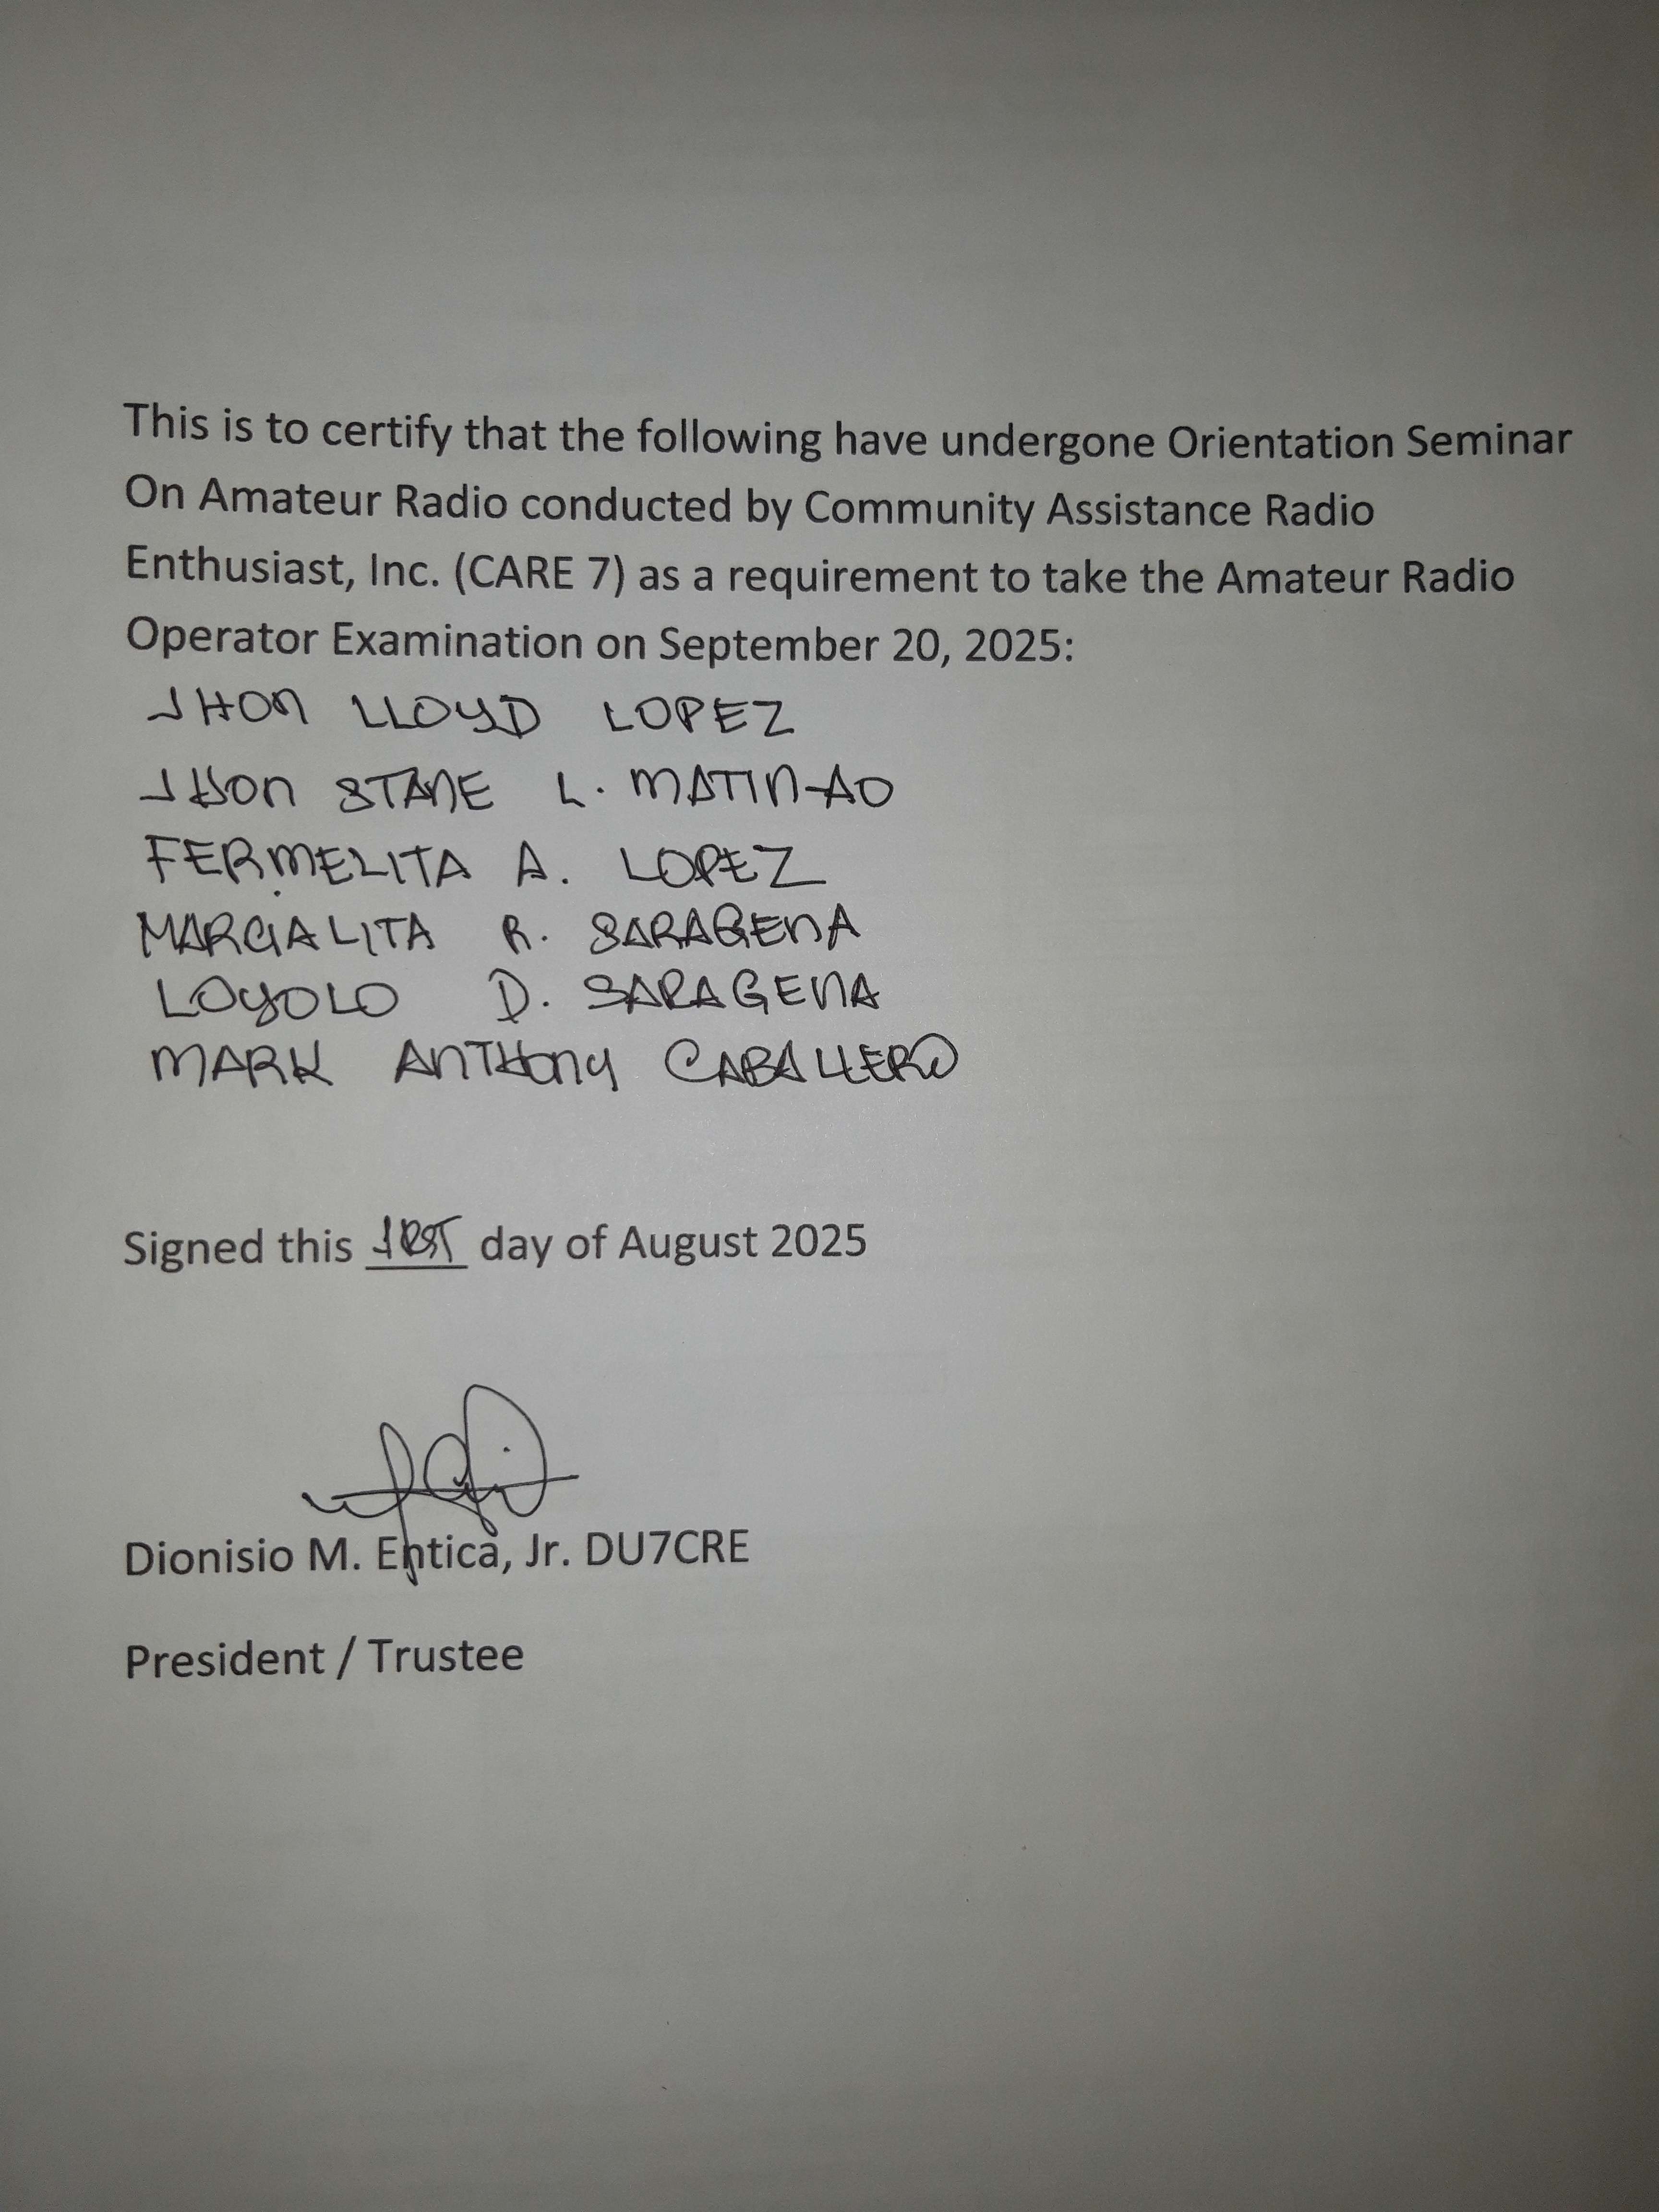 This is to certify that the following have undergone Orientation Seminar
On Amateur Radio conducted by Community Assistance Radio
Enthusiast, Inc. (CARE 7) as a requirement to take the Amateur Radio
Operator Examination on September 20, 2025:
JHON LLOYD LOPEZ
JHON STANE L. MATIN-AO
FERMELITA A. LOPEZ
MARGALITA R. SARAGENA
LOYOLO D. SARAGENA
MARK ANTHONY CABALLERO
Signed this day of August 2025
Dionisio M. Entica, Jr. DU7CRE
President / Trustee